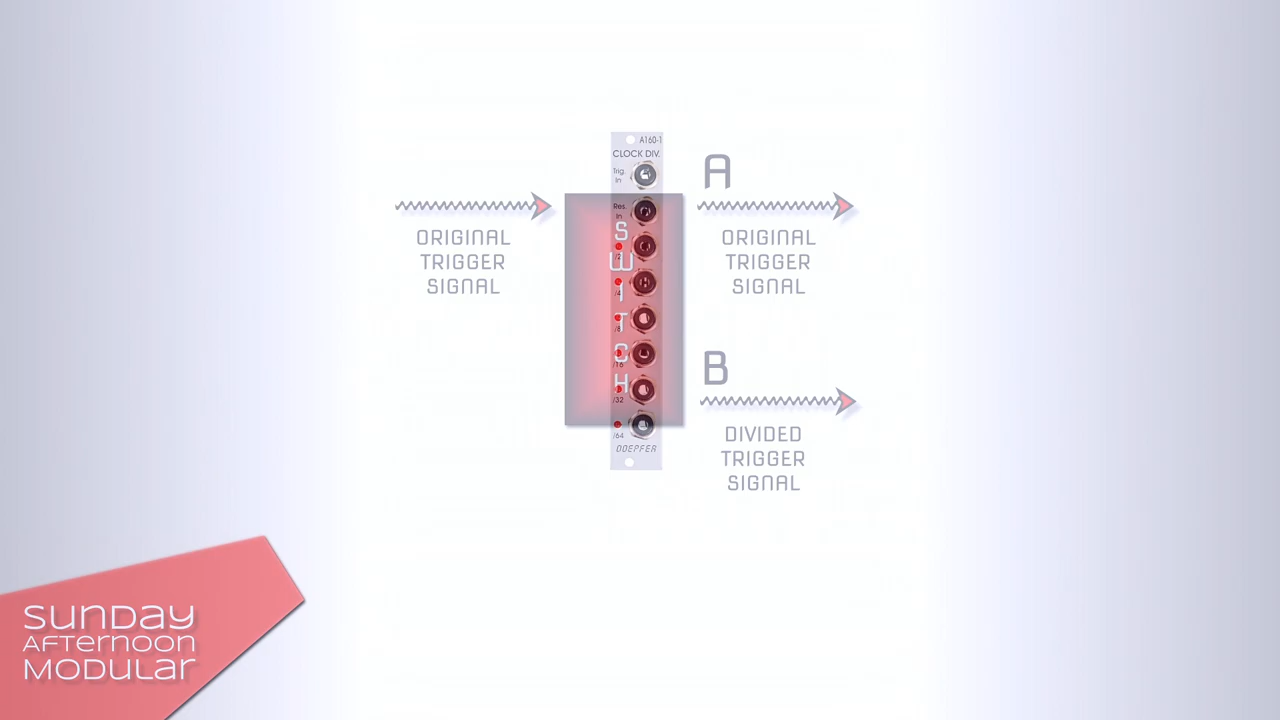 A160-1
CLOCK DIV.
Trig.
In
Res.
In
SWITCH
/2
/4
/8
/16
/32
/64
DOEPFER
ORIGINAL
TRIGGER
SIGNAL
A
ORIGINAL
TRIGGER
SIGNAL
B
DIVIDED
TRIGGER
SIGNAL
SUNDAY
AFTERNOON
MODULAR